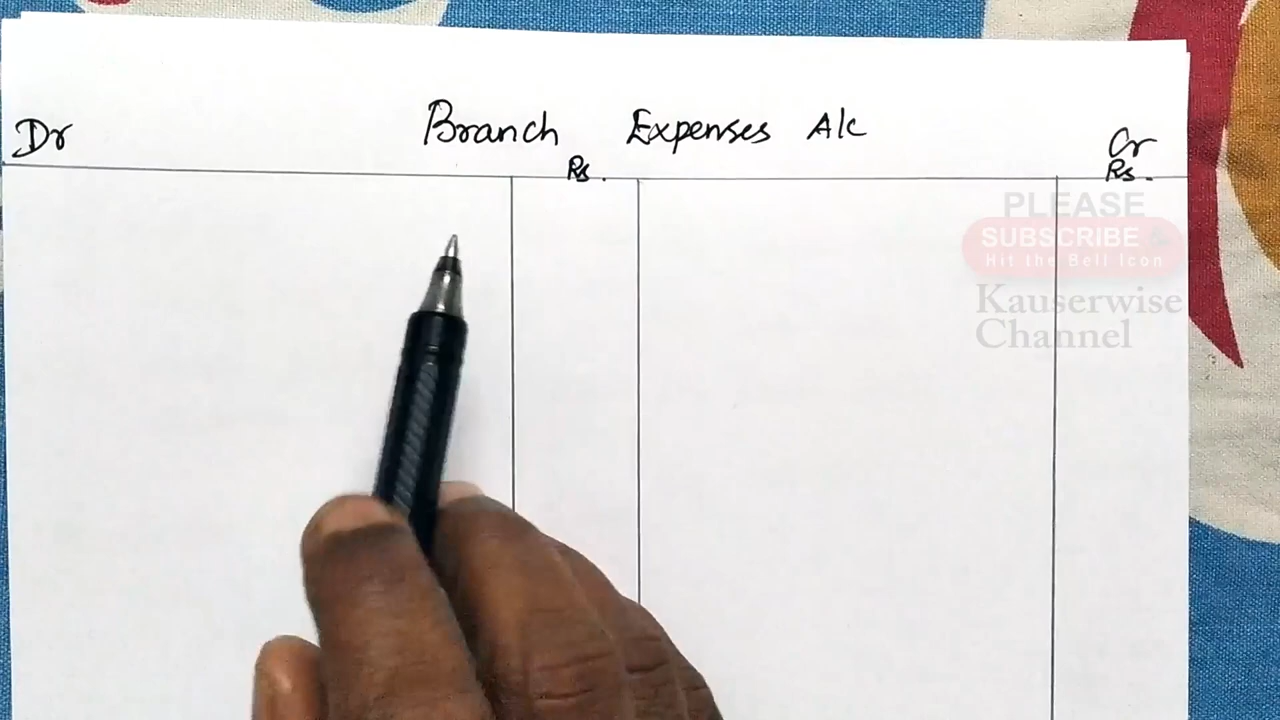 Dr Branch Expenses A/c Cr
Rs. Rs.
PLEASE
SUBSCRIBE
Hit the Bell Icon
Kauserwise
Channel